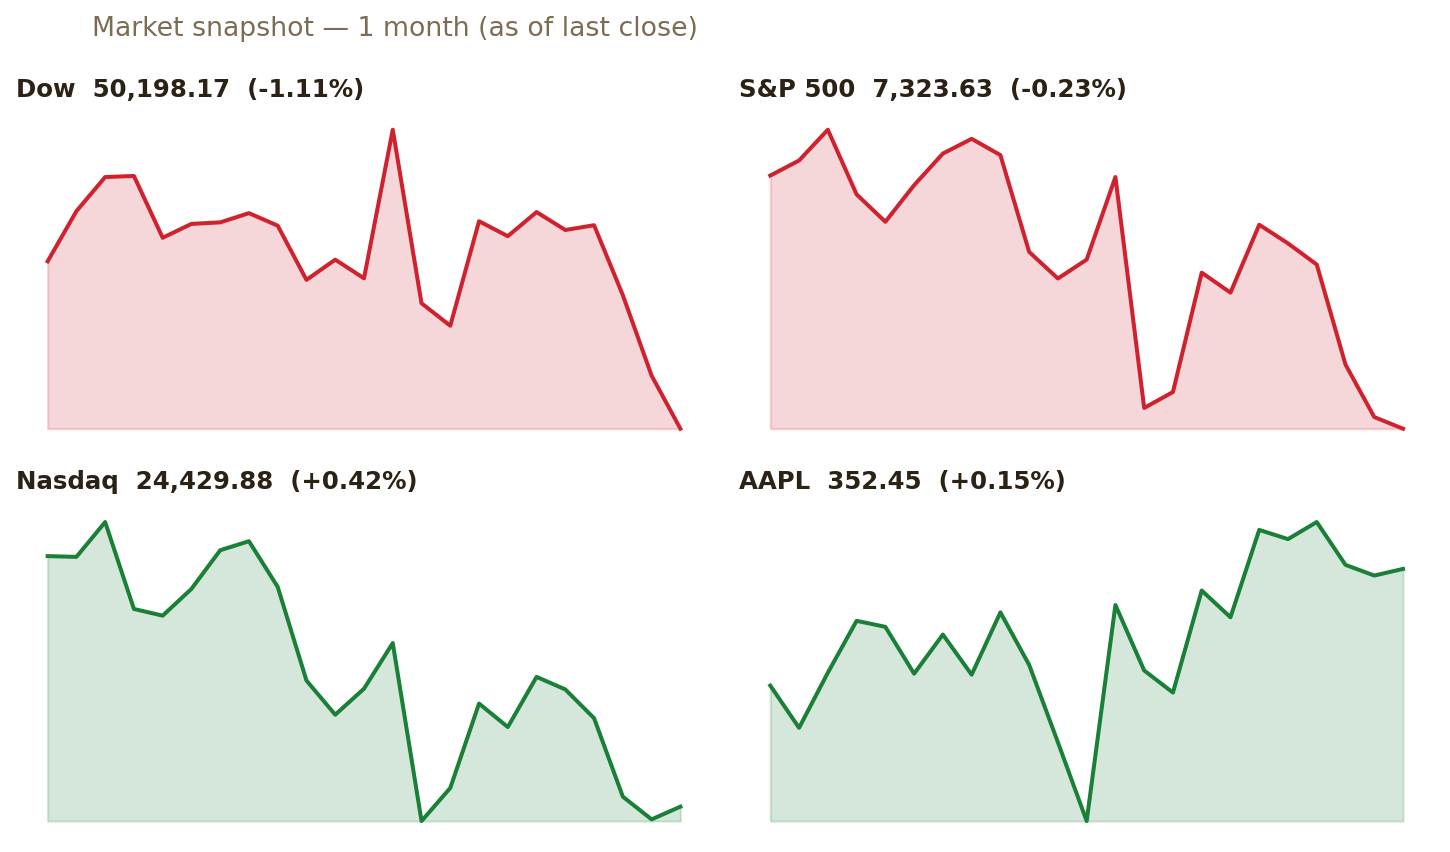 Market snapshot — 1 month (as of last close)
Dow 50,198.17 (-1.11%)
S&P 500 7,323.63 (-0.23%)
Nasdaq 24,429.88 (+0.42%)
AAPL 352.45 (+0.15%)